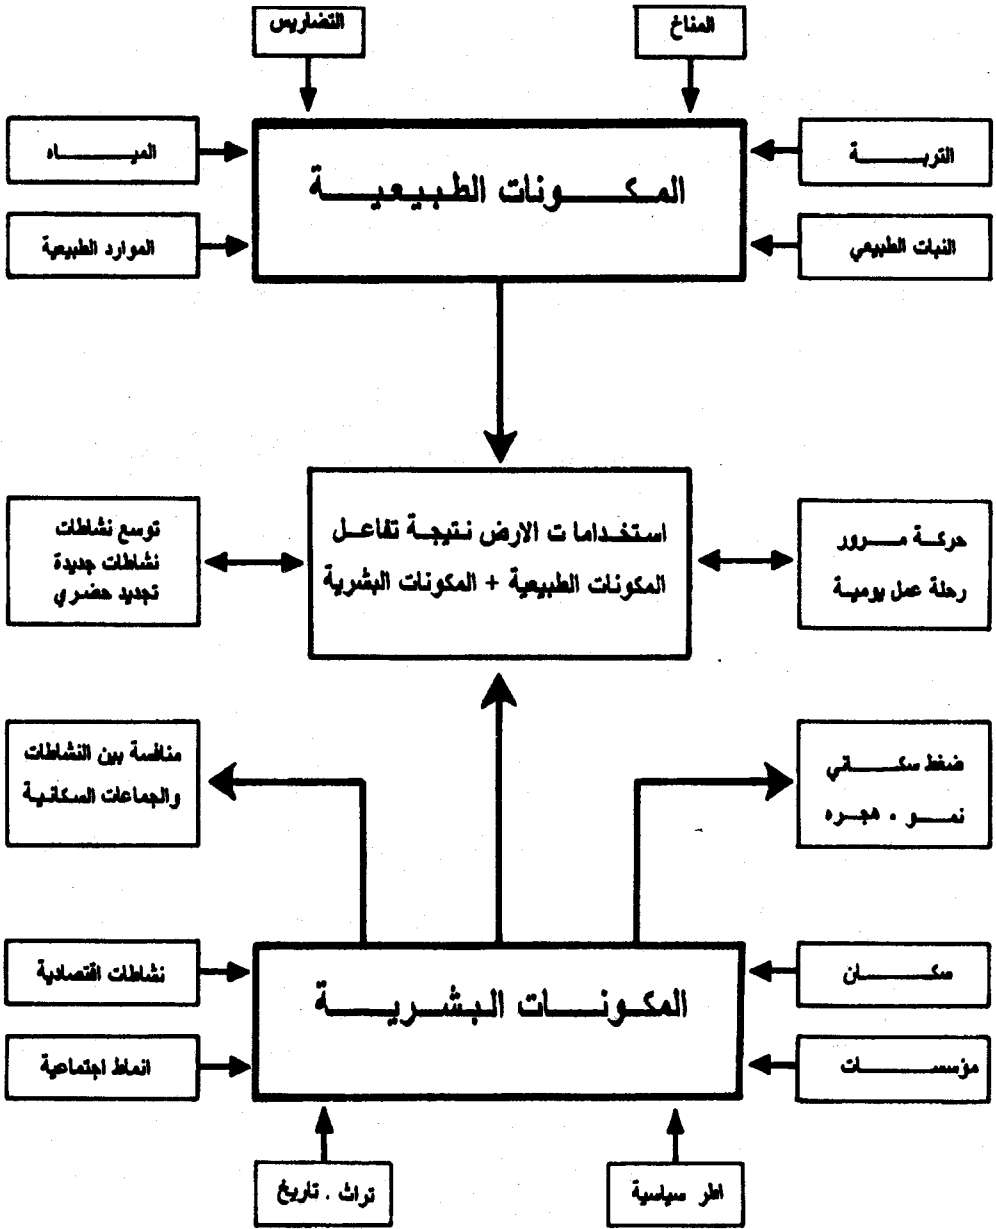 المناخ
التضاريس
التربة
المياه
المكونات الطبيعية
النبات الطبيعي
الموارد الطبيعية
استخدامات الارض نتيجة تفاعل
المكونات الطبيعية + المكونات البشرية
حركة مرور
رحلة عمل يومية
توسع نشاطات
نشاطات جديدة
تجديد حضري
ضغط سكاني
نمو ، هجره
منافسة بين النشاطات
والجماعات السكانية
سكان
نشاطات اقتصادية
المكونات البشرية
مؤسسات
انماط اجتماعية
اطر سياسية
تراث ، تاريخ